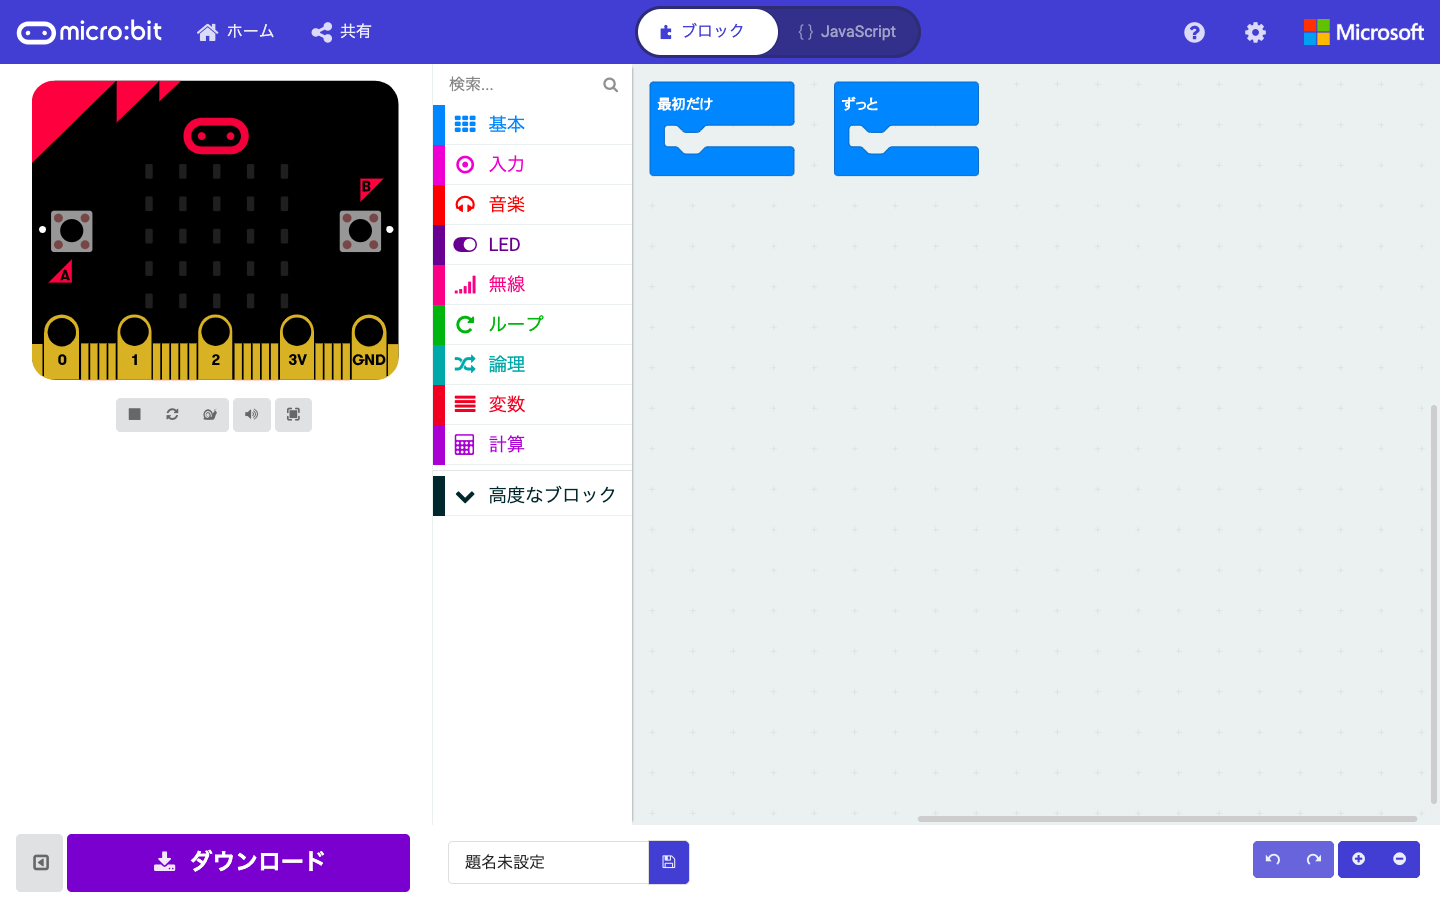 micro:bit ホーム 共有 ブロック { } JavaScript Microsoft
検索...
基本
入力
音楽
LED
無線
ループ
論理
変数
計算
高度なブロック
最初だけ
ずっと
B
A
0 1 2 3V GND
ダウンロード
題名未設定